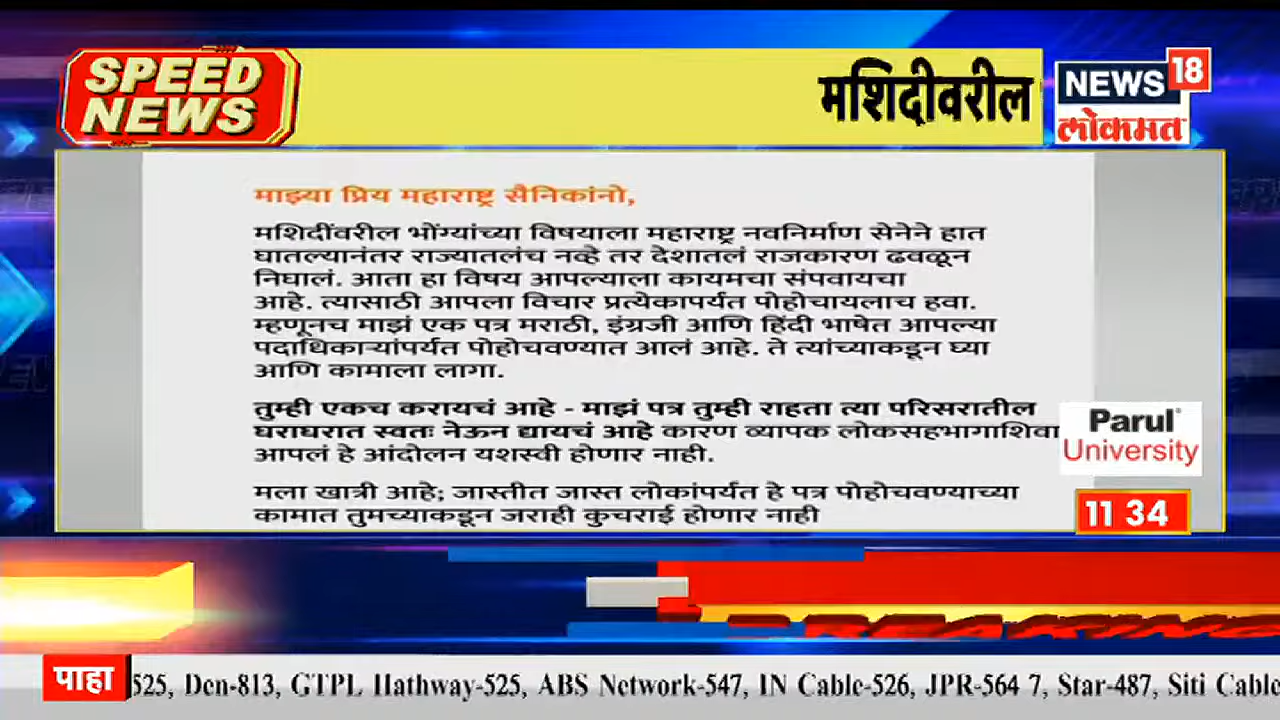 SPEED
NEWS
मशिदीवरील
NEWS 18
लोकमत
माझ्या प्रिय महाराष्ट्र सैनिकांनो,
मशिदींवरील भोंग्यांच्या विषयाला महाराष्ट्र नवनिर्माण सेनेने हात
घातल्यानंतर राज्यातलंच नव्हे तर देशातलं राजकारण ढवळून
निघालं. आता हा विषय आपल्याला कायमचा संपवायचा
आहे. त्यासाठी आपला विचार प्रत्येकापर्यंत पोहोचायलाच हवा.
म्हणूनच माझं एक पत्र मराठी, इंग्रजी आणि हिंदी भाषेत आपल्या
पदाधिकाऱ्यांपर्यंत पोहोचवण्यात आलं आहे. ते त्यांच्याकडून घ्या
आणि कामाला लागा.
तुम्ही एकच करायचं आहे - माझं पत्र तुम्ही राहता त्या परिसरातील
घराघरात स्वतः नेऊन द्यायचं आहे कारण व्यापक लोकसहभागाशिवा
आपलं हे आंदोलन यशस्वी होणार नाही.
मला खात्री आहे; जास्तीत जास्त लोकांपर्यंत हे पत्र पोहोचवण्याच्या
कामात तुमच्याकडून जराही कुचराई होणार नाही
Parul
University
11 34
BREAKING
पाहा 525, Den-813, GTPL Hathway-525, ABS Network-547, IN Cable-526, JPR-564 7, Star-487, Siti Cable